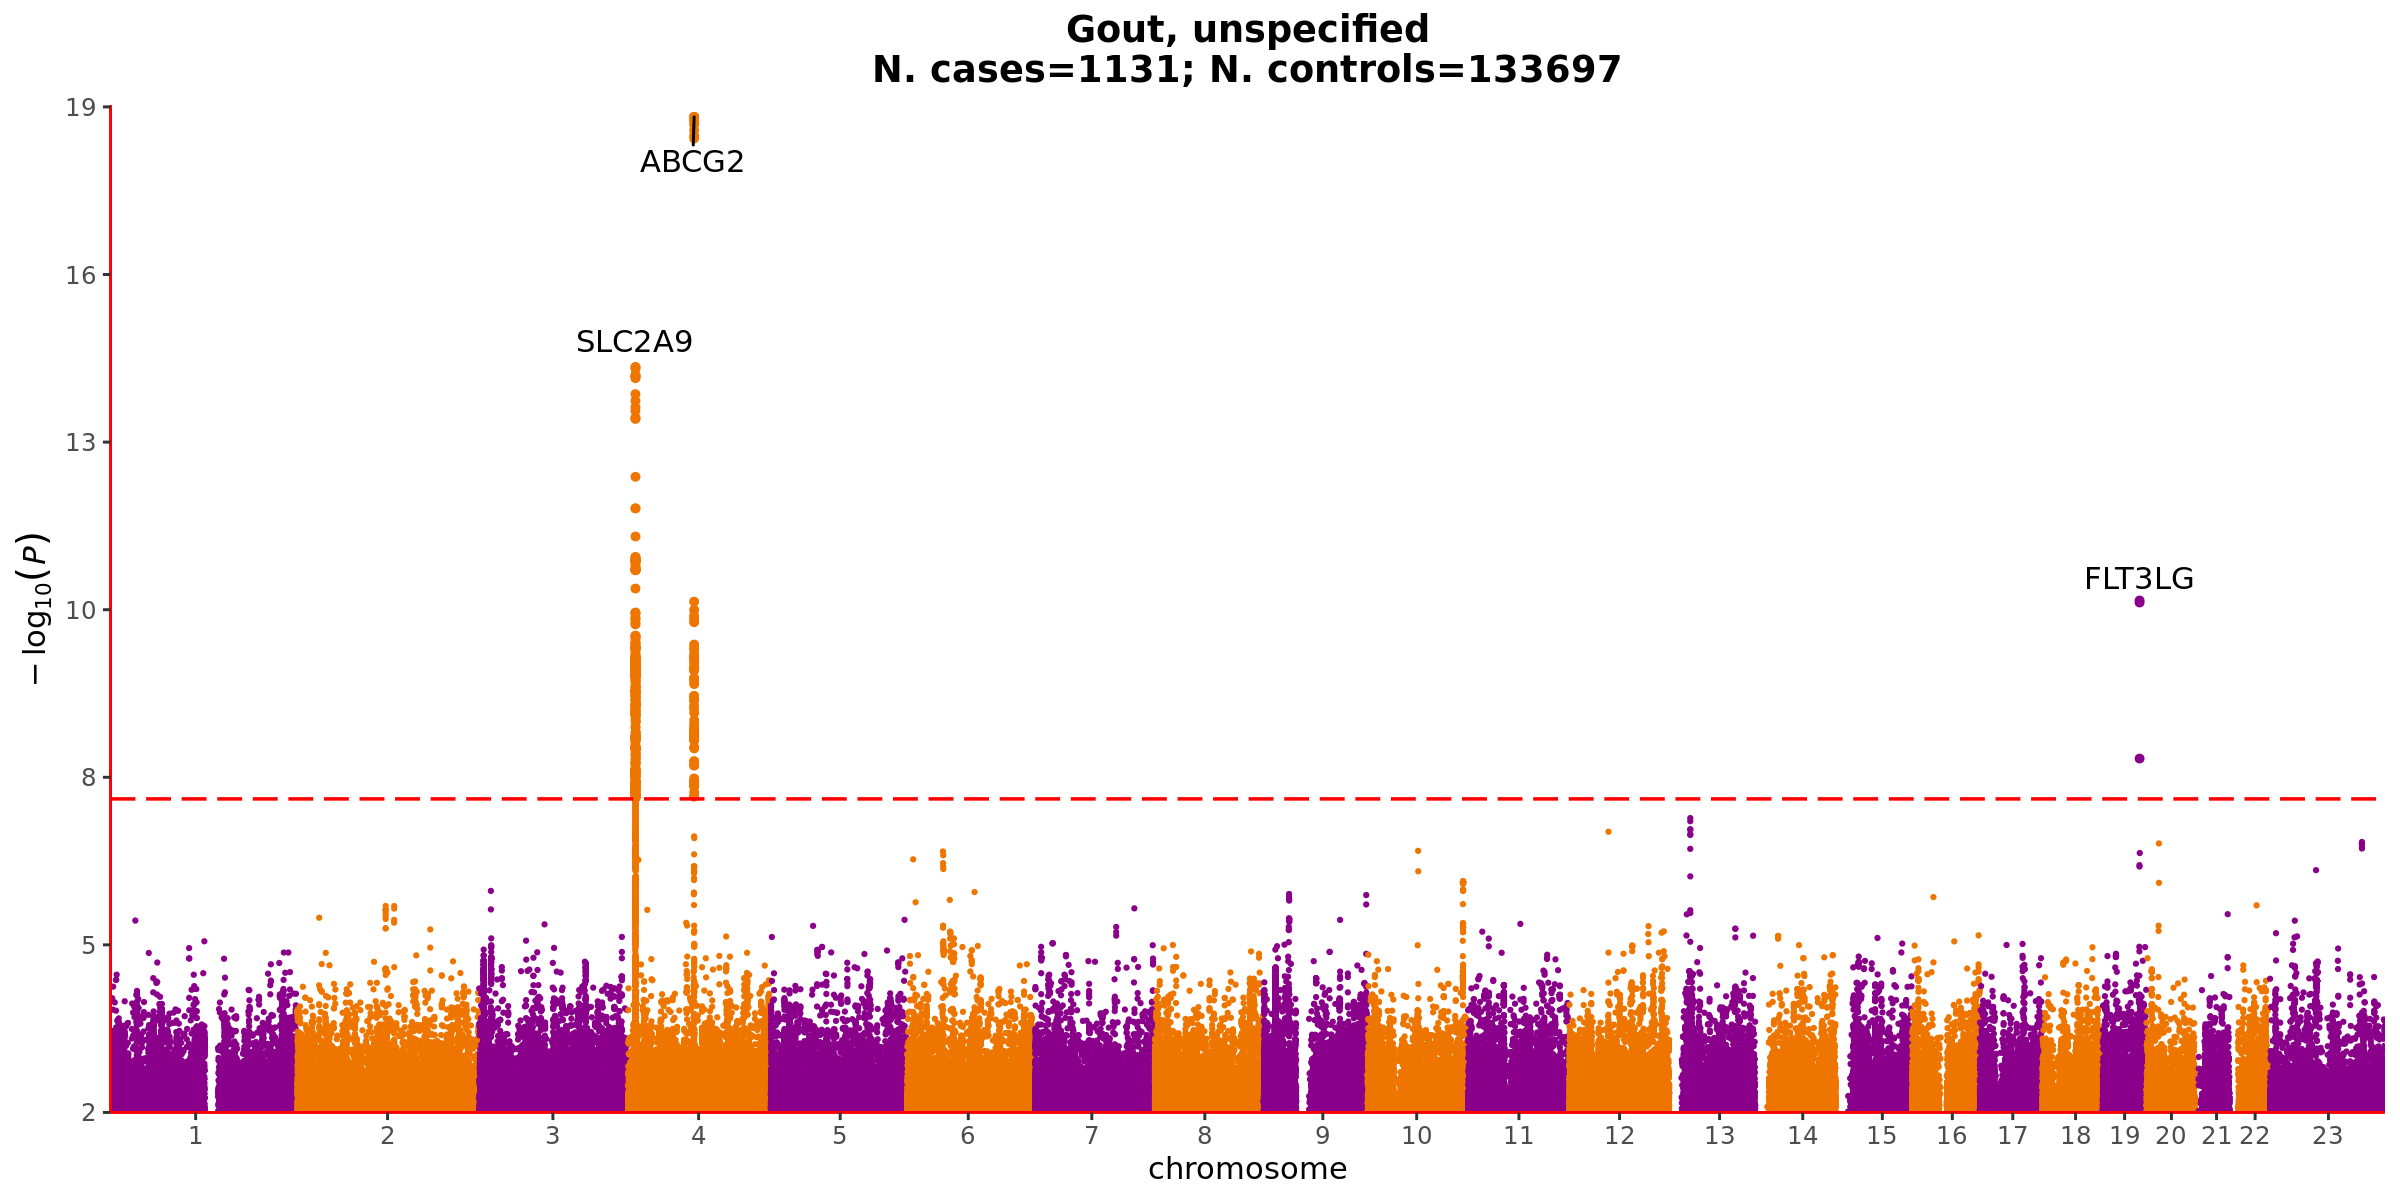 Gout, unspecified
N. cases=1131; N. controls=133697
19
ABCG2
16
SLC2A9
13
FLT3LG
10
8
5
2
− log10(P)
1 2 3 4 5 6 7 8 9 10 11 12 13 14 15 16 17 18 19 20 21 22 23
chromosome